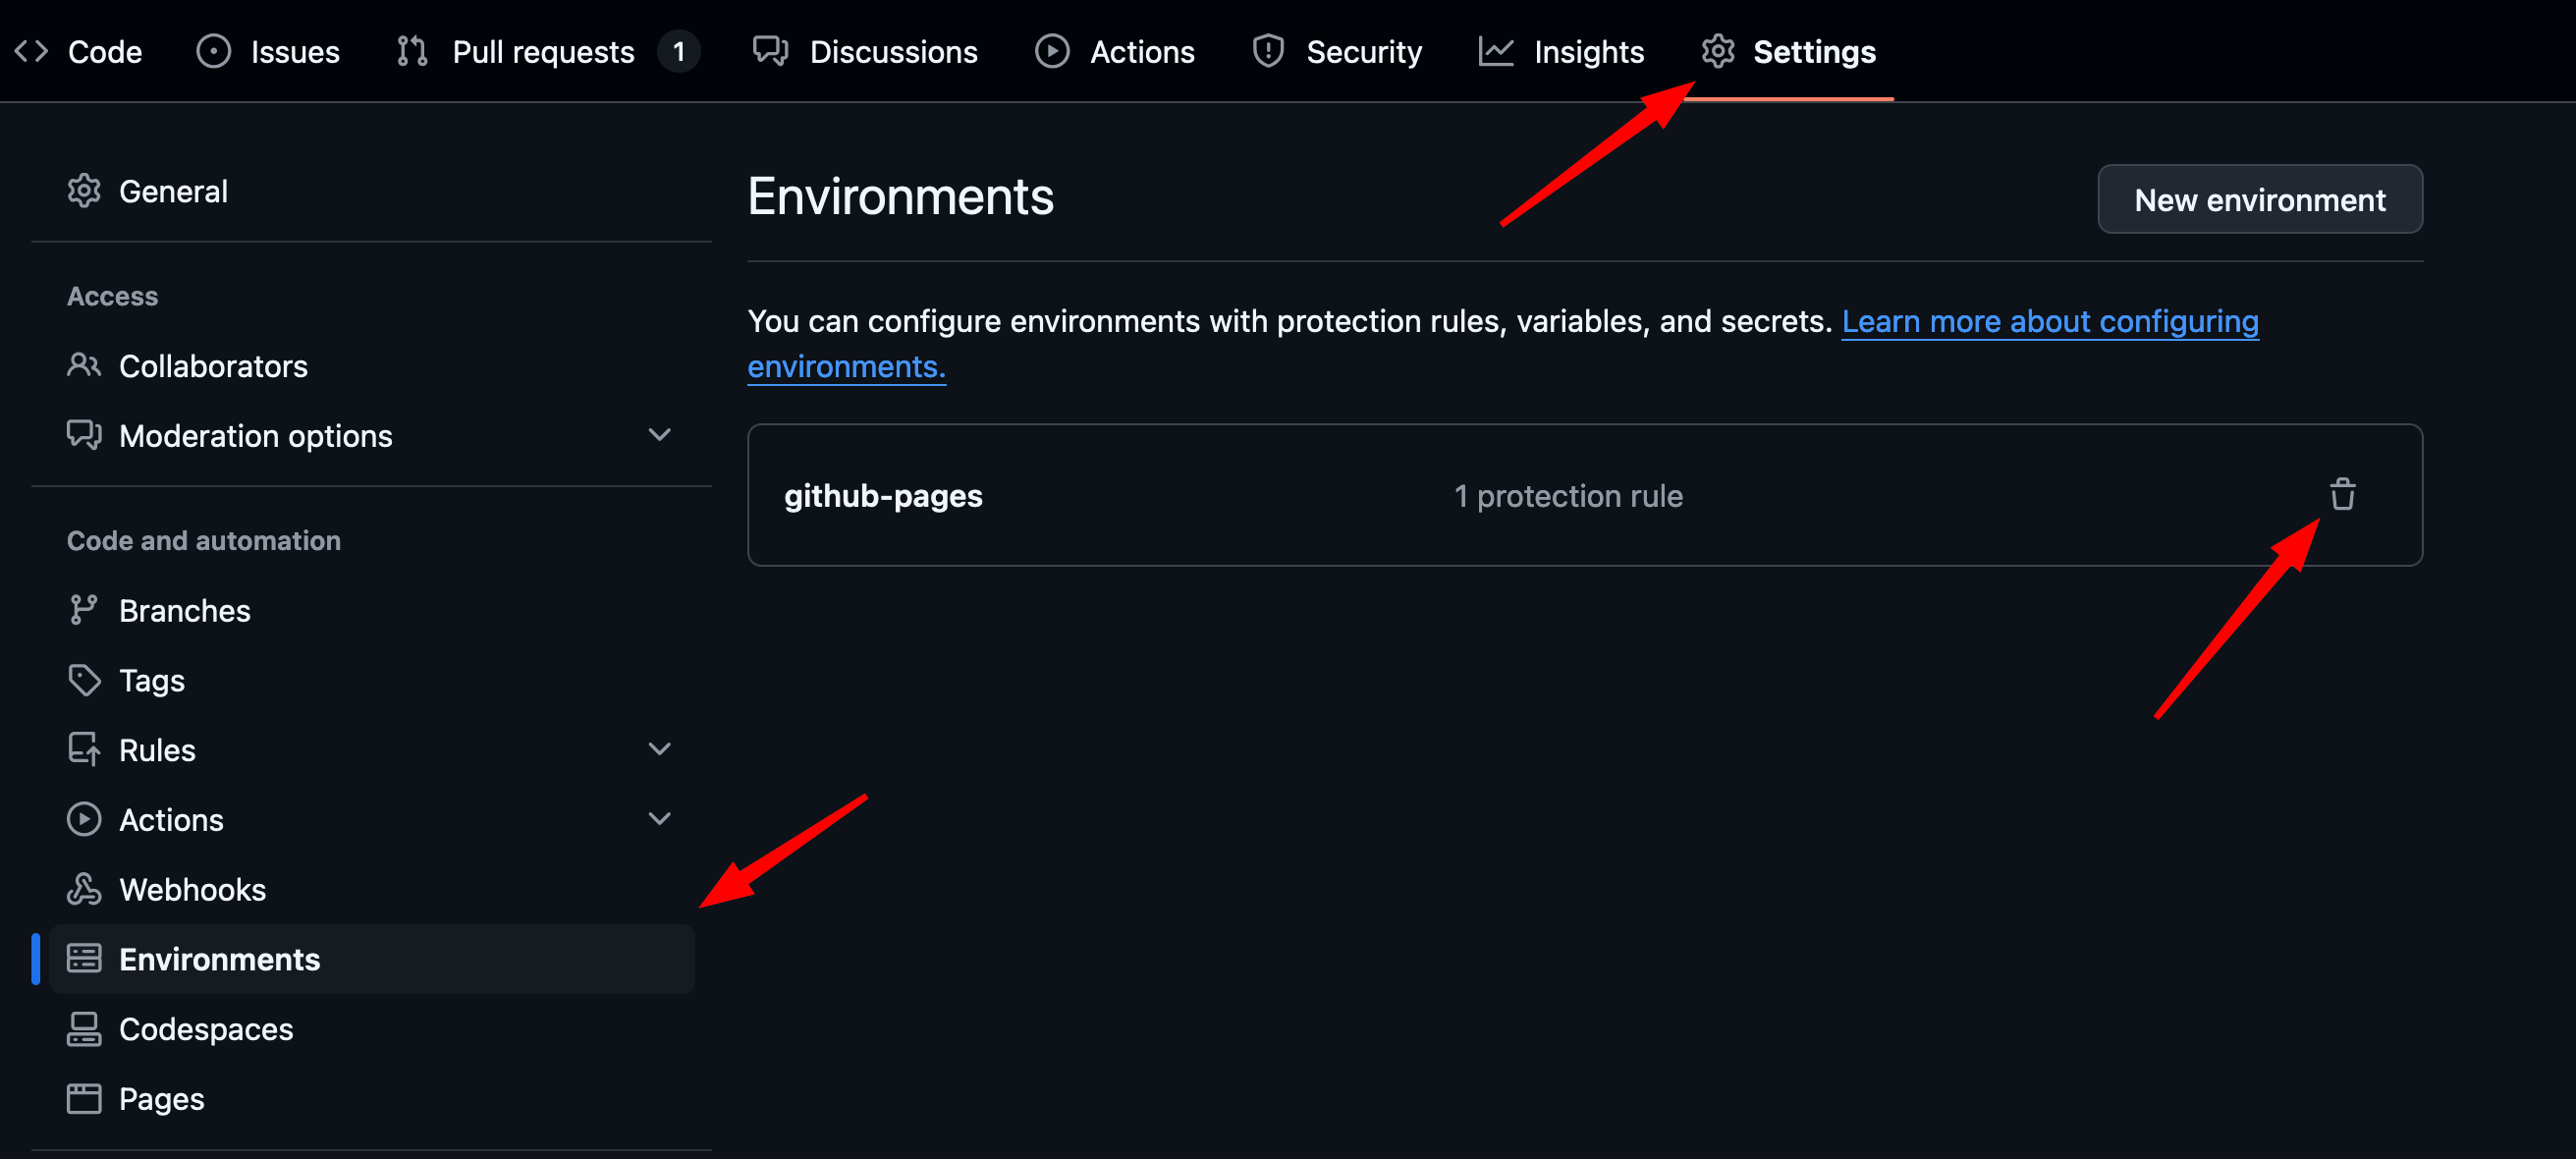 Code Issues Pull requests 1 Discussions Actions Security Insights Settings
General
Access
Collaborators
Moderation options
Code and automation
Branches
Tags
Rules
Actions
Webhooks
Environments
Codespaces
Pages
Environments
New environment
You can configure environments with protection rules, variables, and secrets. Learn more about configuring
environments.
github-pages 1 protection rule